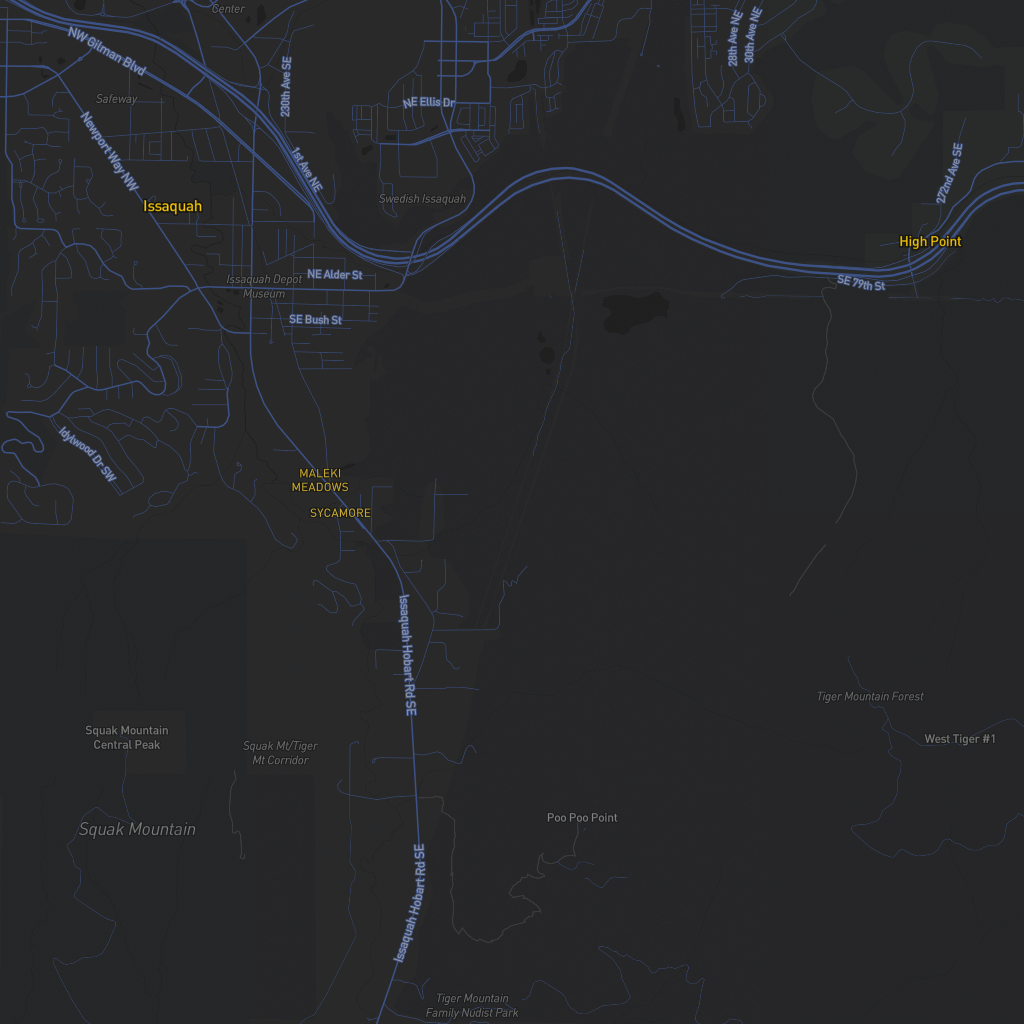 Center
NW Gilman Blvd
28th Ave NE
30th Ave NE
230th Ave SE
Safeway
NE Ellis Dr
Newport Way NW
1st Ave NE
272nd Ave SE
Swedish Issaquah
Issaquah
High Point
Issaquah Depot
Museum
NE Alder St
SE 79th St
SE Bush St
Idylwood Dr SW
MALEKI
MEADOWS
SYCAMORE
Issaquah Hobart Rd SE
Tiger Mountain Forest
Squak Mountain
Central Peak
Squak Mt/Tiger
Mt Corridor
West Tiger #1
Poo Poo Point
Squak Mountain
Issaquah Hobart Rd SE
Tiger Mountain
Family Nudist Park